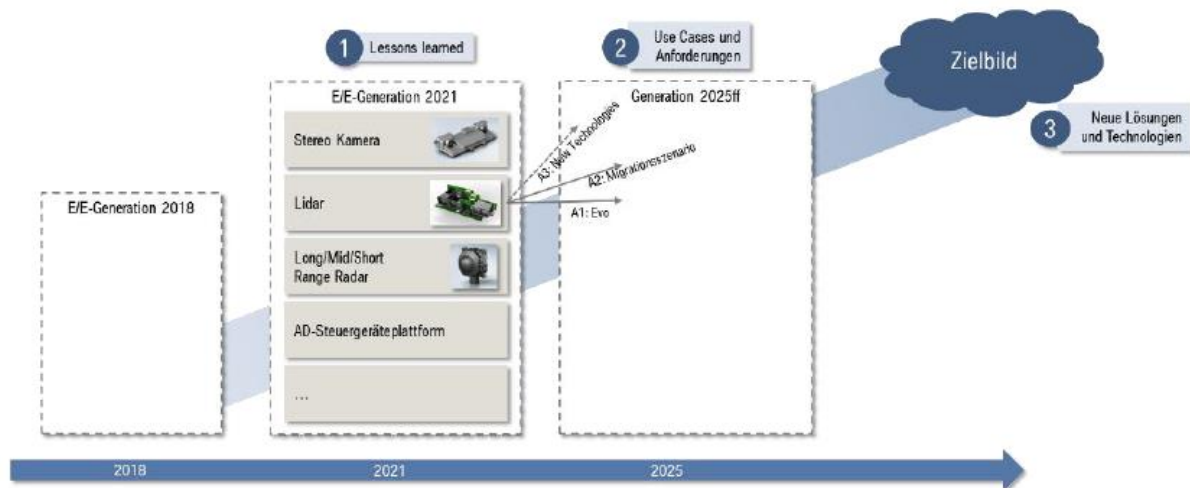 1
Lessons learned
2
Use Cases und
Anforderungen
Zielbild
3
Neue Lösungen
und Technologien
E/E-Generation 2018
E/E-Generation 2021
Stereo Kamera
Lidar
Long/Mid/Short
Range Radar
AD-Steuergeräteplattform
...
Generation 2025ff
A3: New Technologies
A2: Migrationsszenario
A1: Evo
2018
2021
2025